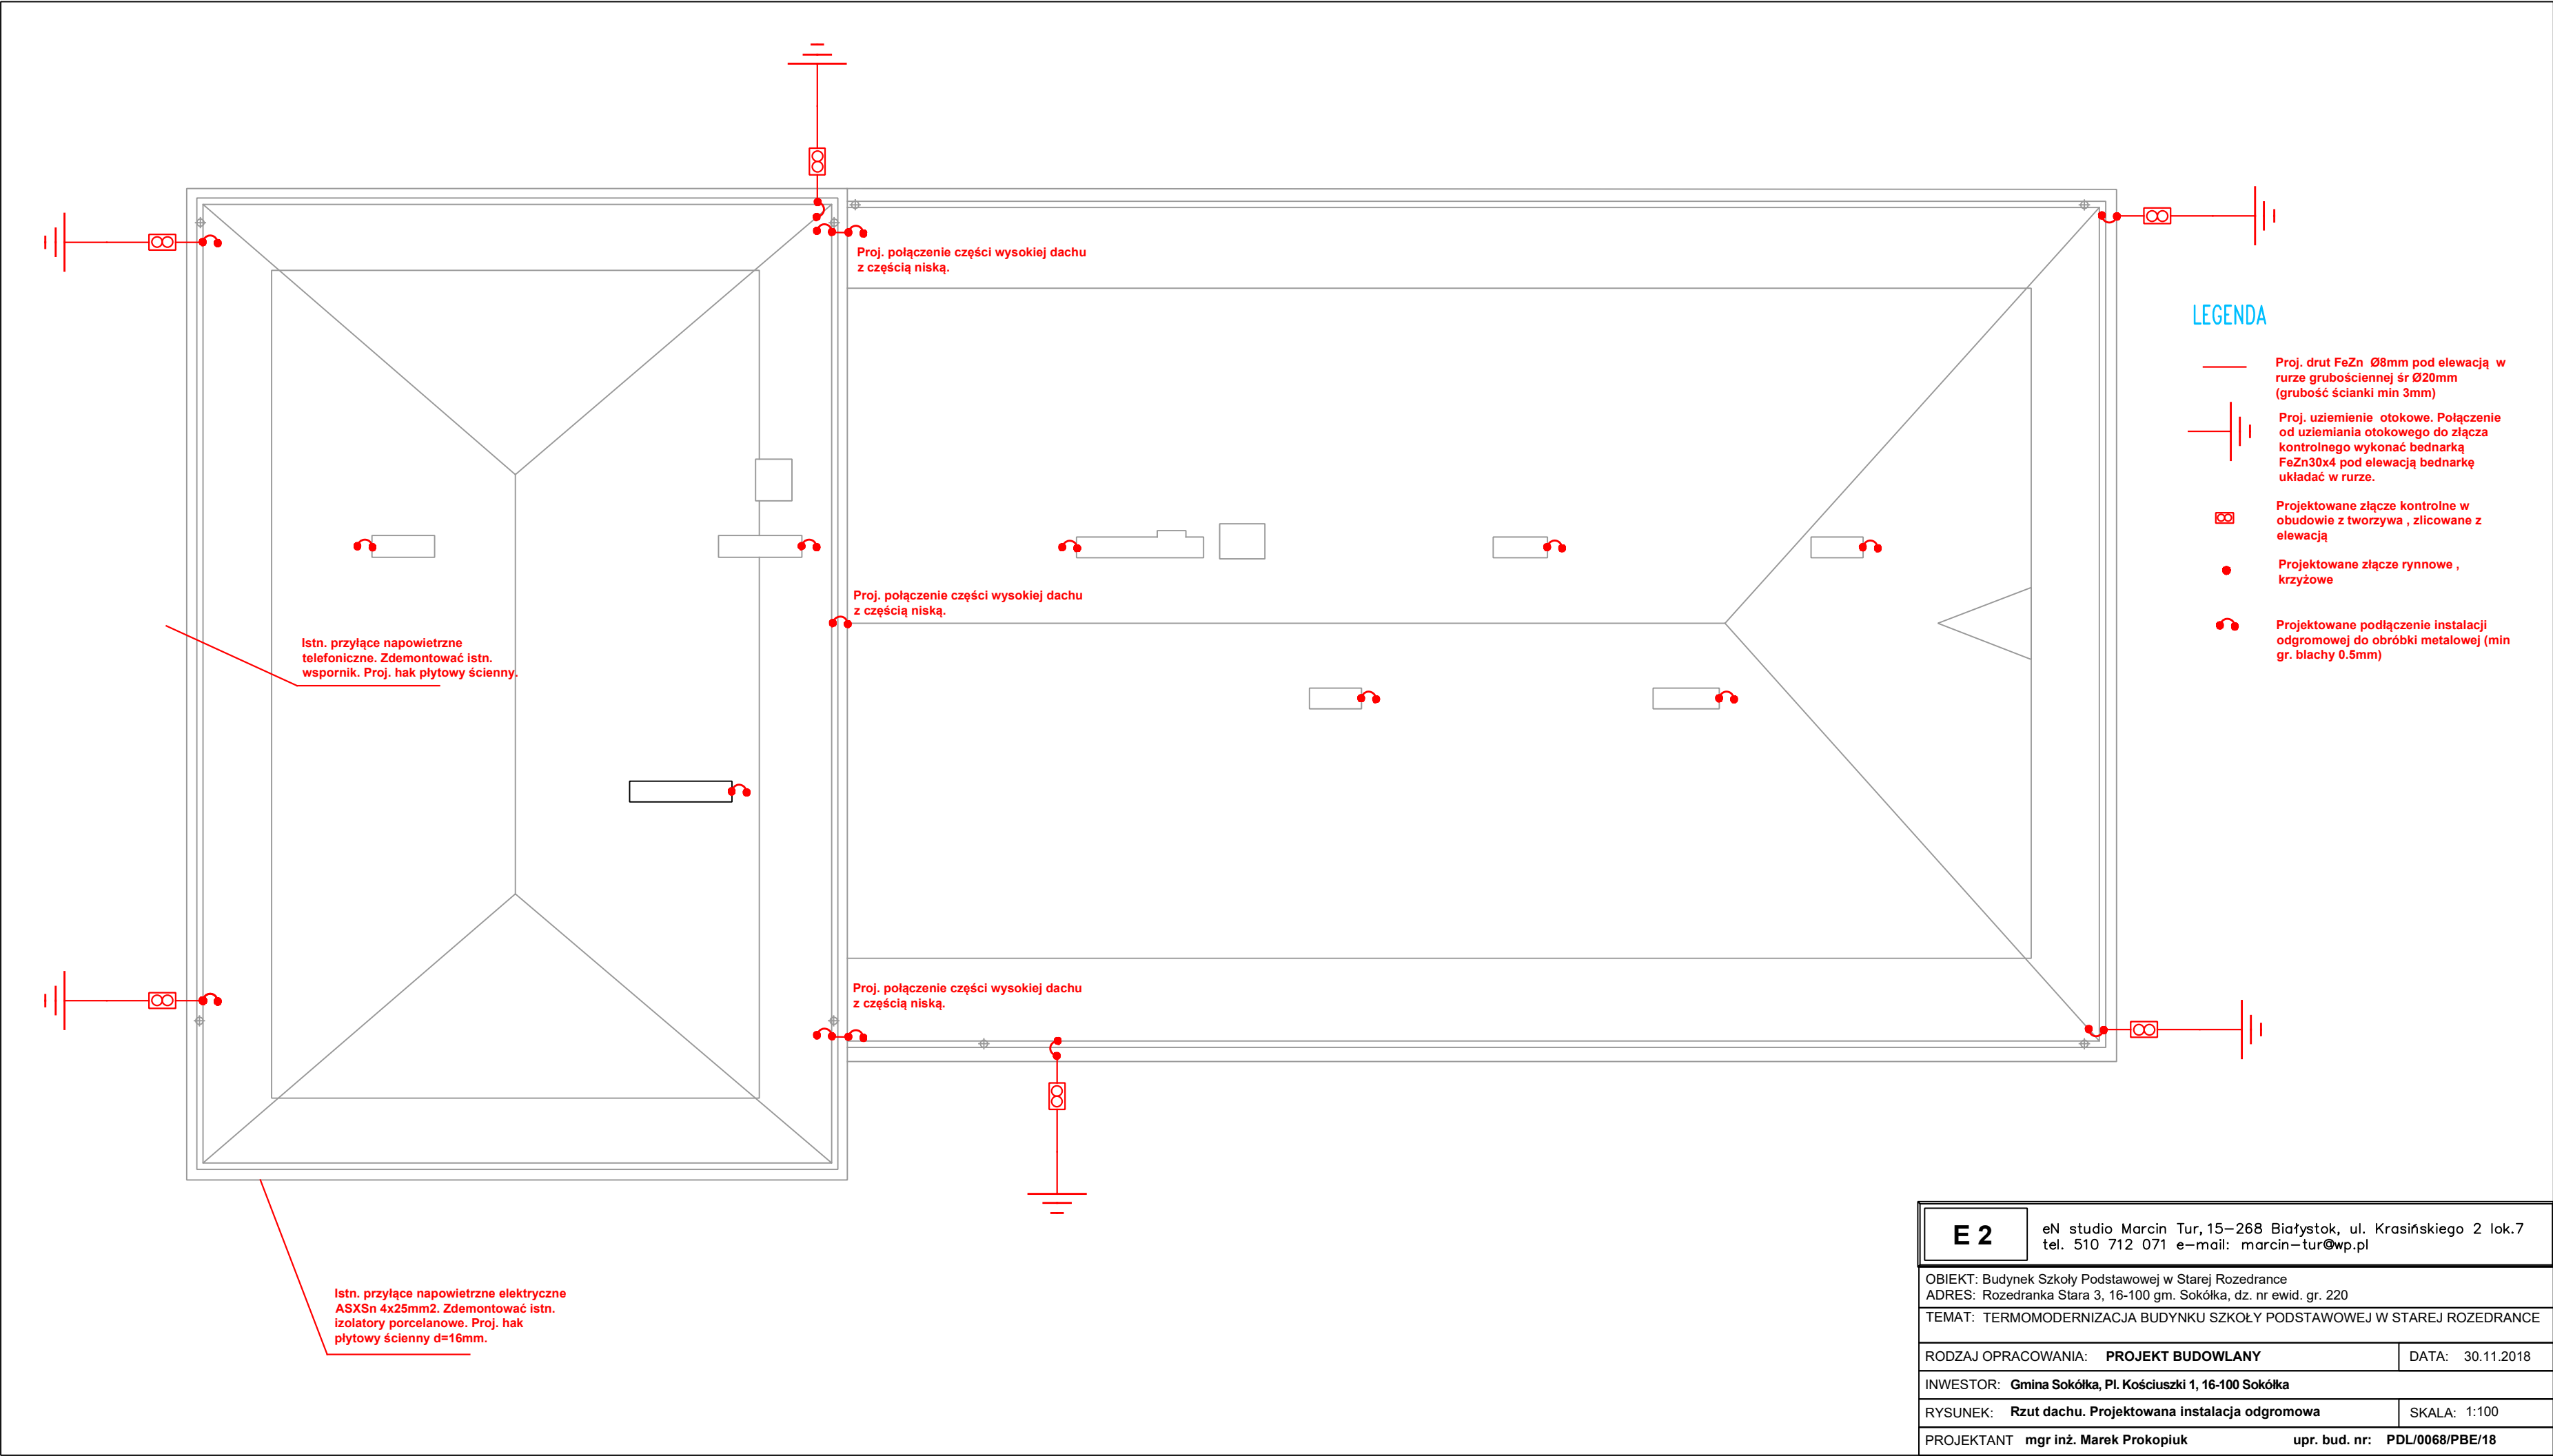 Proj. połączenie części wysokiej dachu
z częścią niską.
LEGENDA
Proj. drut FeZn Ø8mm pod elewacją w
rurze grubościennej śr Ø20mm
(grubość ścianki min 3mm)
Proj. uziemienie otokowe. Połączenie
od uziemiania otokowego do złącza
kontrolnego wykonać bednarką
FeZn30x4 pod elewacją bednarkę
układać w rurze.
Projektowane złącze kontrolne w
obudowie z tworzywa , zlicowane z
elewacją
Projektowane złącze rynnowe ,
krzyżowe
Projektowane podłączenie instalacji
odgromowej do obróbki metalowej (min
gr. blachy 0.5mm)
Proj. połączenie części wysokiej dachu
z częścią niską.
Istn. przyłące napowietrzne
telefoniczne. Zdemontować istn.
wspornik. Proj. hak płytowy ścienny.
Proj. połączenie części wysokiej dachu
z częścią niską.
Istn. przyłące napowietrzne elektryczne
ASXSn 4x25mm2. Zdemontować istn.
izolatory porcelanowe. Proj. hak
płytowy ścienny d=16mm.
E 2
eN studio Marcin Tur, 15-268 Białystok, ul. Krasińskiego 2 lok.7
tel. 510 712 071 e-mail: marcin-tur@wp.pl
OBIEKT: Budynek Szkoły Podstawowej w Starej Rozedrance
ADRES: Rozedranka Stara 3, 16-100 gm. Sokółka, dz. nr ewid. gr. 220
TEMAT: TERMOMODERNIZACJA BUDYNKU SZKOŁY PODSTAWOWEJ W STAREJ ROZEDRANCE
RODZAJ OPRACOWANIA: PROJEKT BUDOWLANY DATA: 30.11.2018
INWESTOR: Gmina Sokółka, Pl. Kościuszki 1, 16-100 Sokółka
RYSUNEK: Rzut dachu. Projektowana instalacja odgromowa SKALA: 1:100
PROJEKTANT mgr inż. Marek Prokopiuk upr. bud. nr: PDL/0068/PBE/18